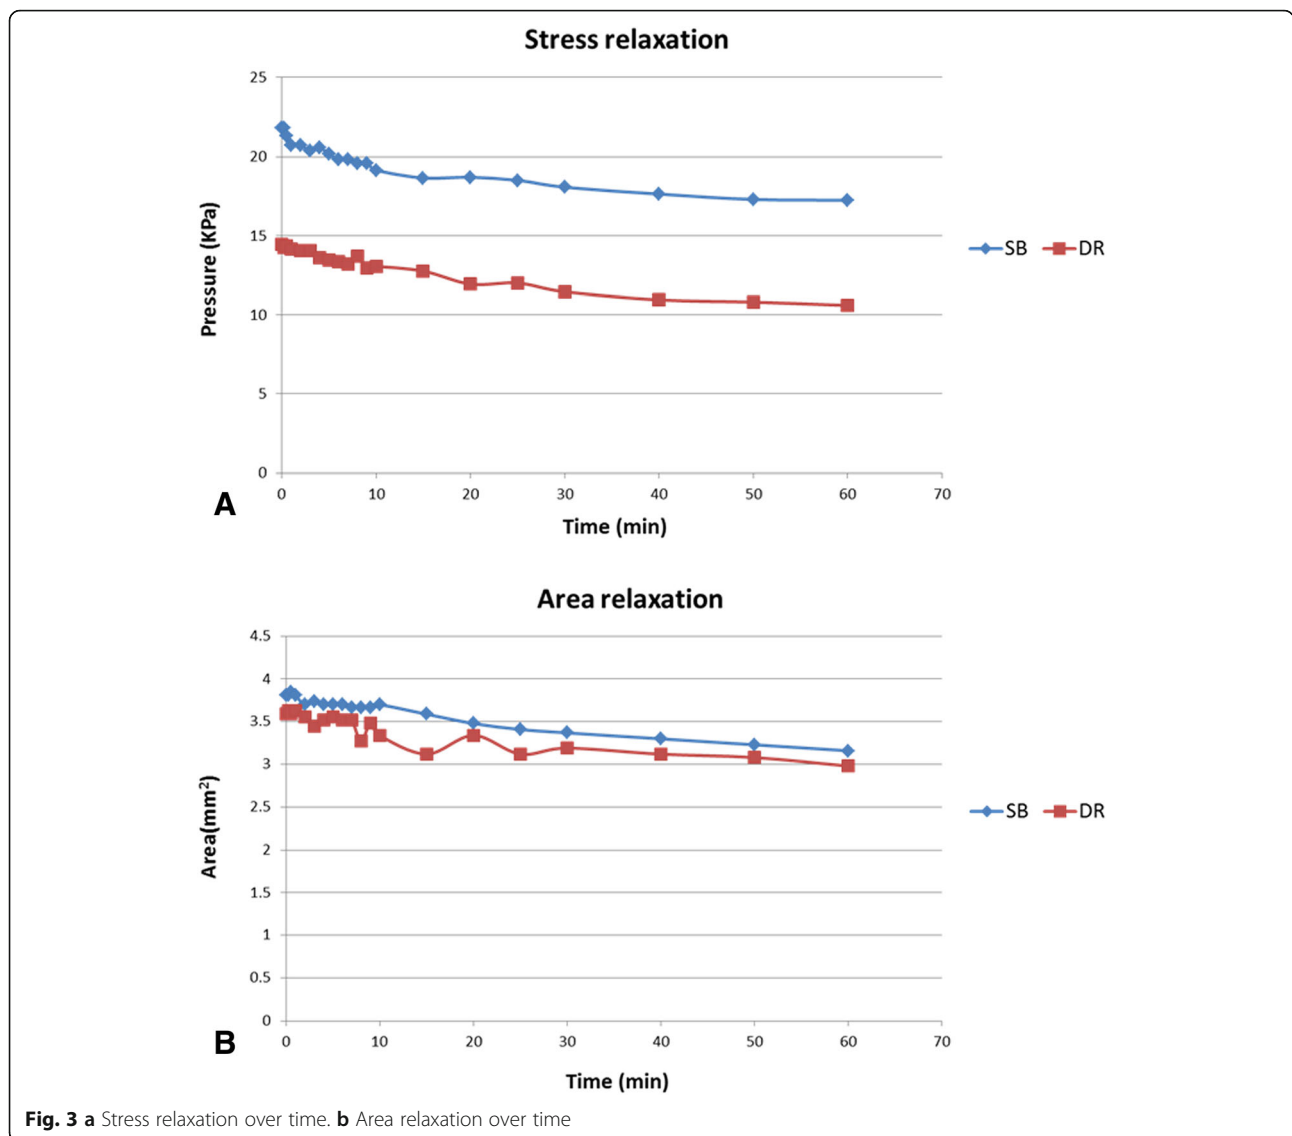 Stress relaxation
25
20
15
10
5
0
Pressure (KPa)
0 10 20 30 40 50 60 70
Time (min)
SB DR
A
Area relaxation
4.5
4
3.5
3
2.5
2
1.5
1
0.5
0
Area(mm²)
0 10 20 30 40 50 60 70
Time (min)
SB DR
B
Fig. 3 a Stress relaxation over time. b Area relaxation over time